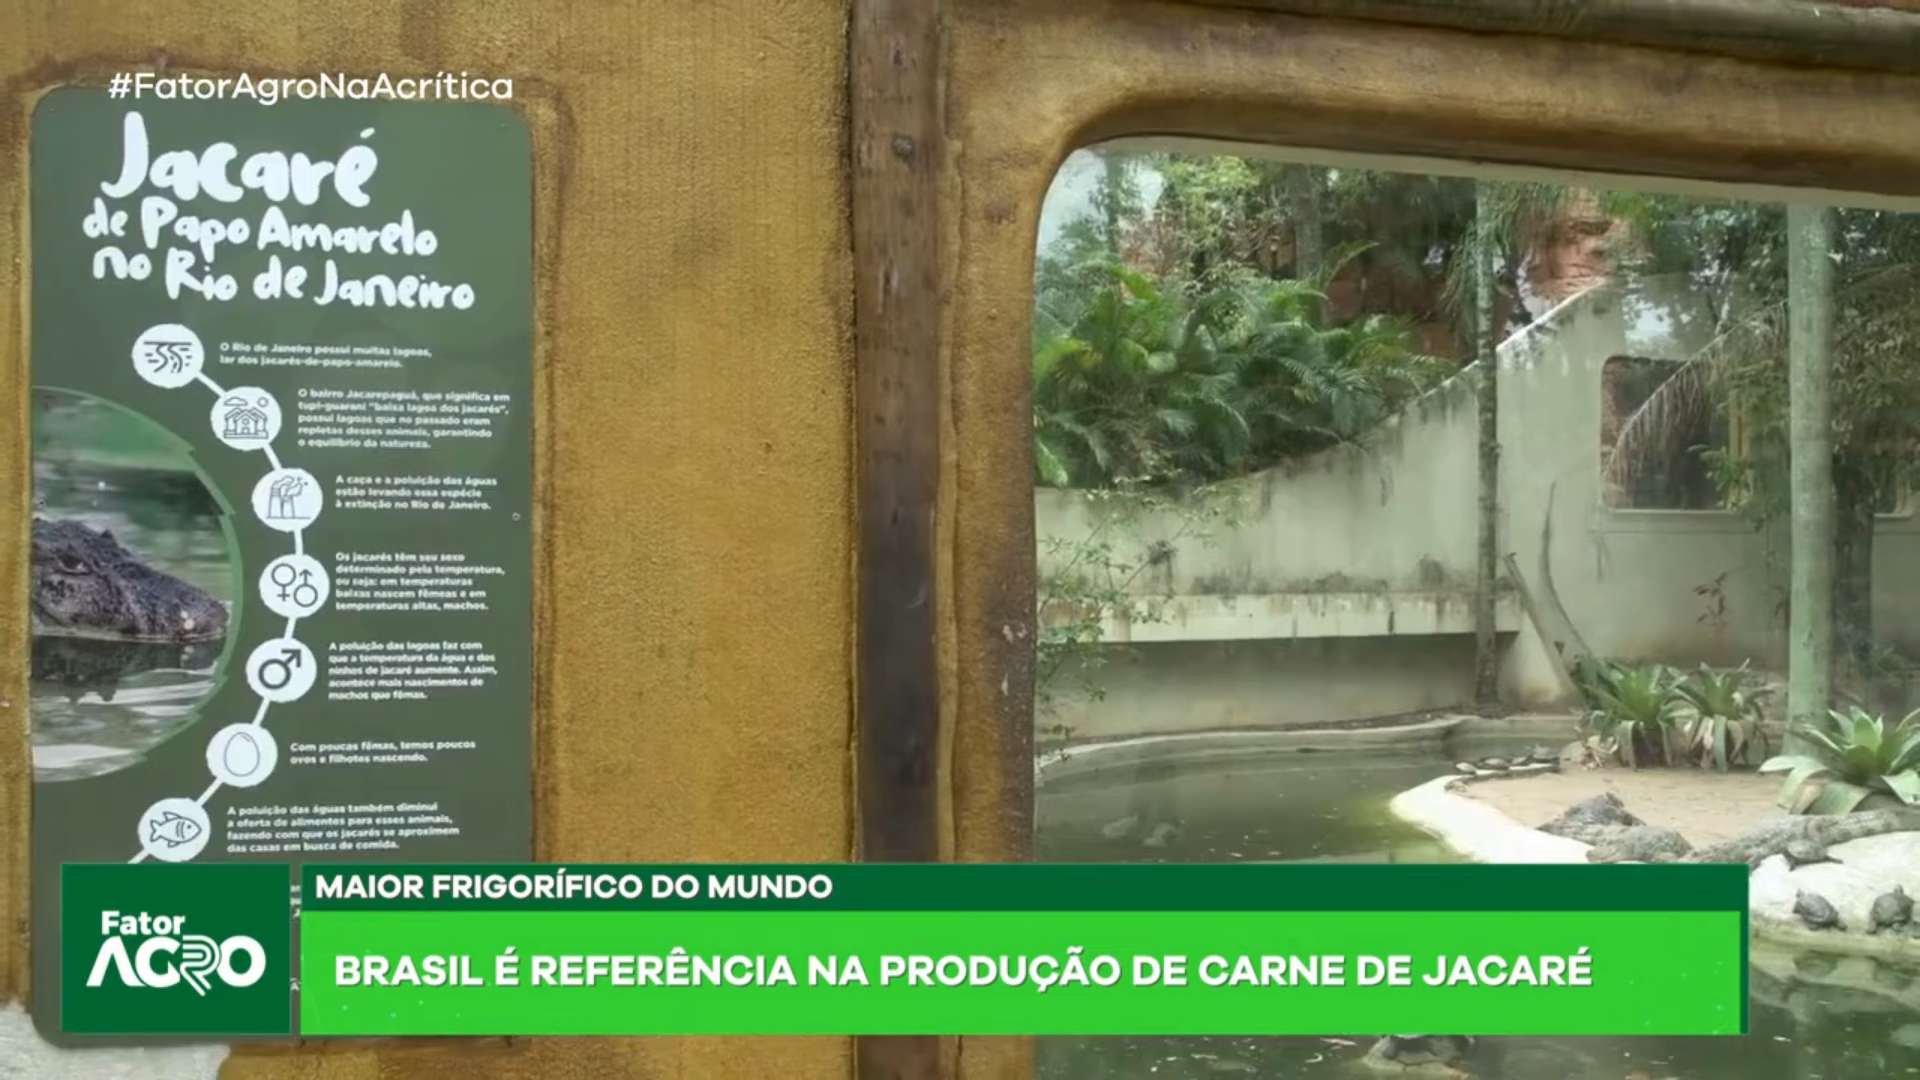 #FatorAgroNaAcrítica
Jacaré
de Papo Amarelo
no Rio de Janeiro
O Rio de Janeiro possui muitas lagoas,
lar dos jacarés-de-papo-amarelo.
O bairro Jacarepaguá, que significa em
tupi-guarani "baixa lagoa dos jacarés",
possui lagoas que no passado eram
repletas desses animais, garantindo
o equilíbrio da natureza.
A caça e a poluição das águas
estão levando essa espécie
à extinção no Rio de Janeiro.
Os jacarés têm seu sexo
determinado pela temperatura,
ou seja: em temperaturas
baixas nascem fêmeas e em
temperaturas altas, machos.
A poluição das lagoas faz com
que a temperatura da água e dos
ninhos de jacaré aumente. Assim,
acontece mais nascimentos de
machos que fêmas.
Com poucas fêmas, temos poucos
ovos e filhotes nascendo.
A poluição das águas também diminui
a oferta de alimentos para esses animais,
fazendo com que os jacarés se aproximem
das casas em busca de comida.
MAIOR FRIGORÍFICO DO MUNDO
Fator
AGRO
BRASIL É REFERÊNCIA NA PRODUÇÃO DE CARNE DE JACARÉ